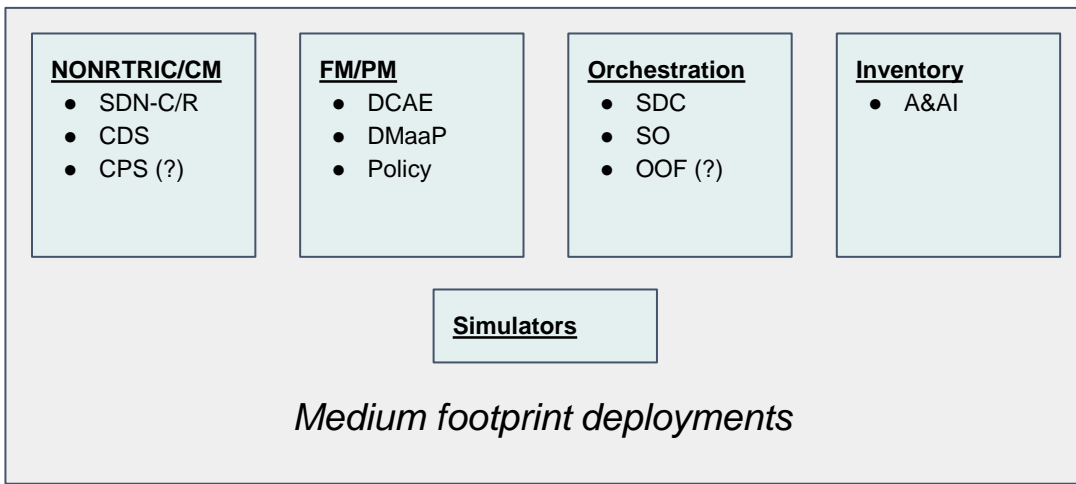 NONRTRIC/CM
● SDN-C/R
● CDS
● CPS (?)
FM/PM
● DCAE
● DMaaP
● Policy
Orchestration
● SDC
● SO
● OOF (?)
Inventory
● A&AI
Simulators
Medium footprint deployments